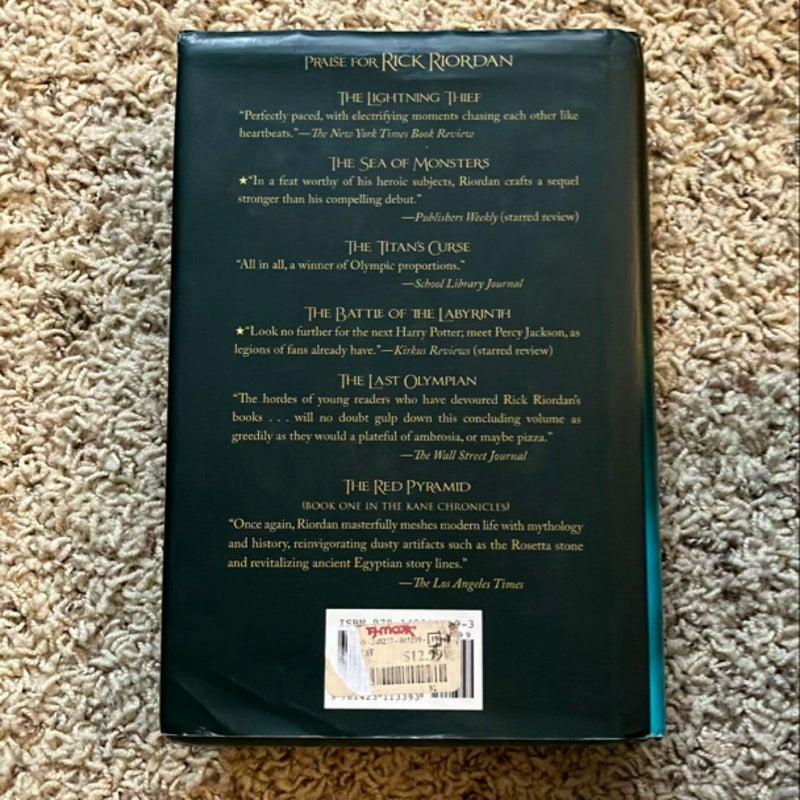 PRAISE FOR RICK RIORDAN
THE LIGHTNING THIEF
“Perfectly paced, with electrifying moments chasing each other like
heartbeats.”—The New York Times Book Review
THE SEA OF MONSTERS
★“In a feat worthy of his heroic subjects, Riordan crafts a sequel
stronger than his compelling debut.”
—Publishers Weekly (starred review)
THE TITAN'S CURSE
“All in all, a winner of Olympic proportions.”
—School Library Journal
THE BATTLE OF THE LABYRINTH
★“Look no further for the next Harry Potter; meet Percy Jackson, as
legions of fans already have.”—Kirkus Reviews (starred review)
THE LAST OLYMPIAN
“The hordes of young readers who have devoured Rick Riordan's
books . . . will no doubt gulp down this concluding volume as
greedily as they would a plateful of ambrosia, or maybe pizza.”
—The Wall Street Journal
THE RED PYRAMID
(BOOK ONE IN THE KANE CHRONICLES)
“Once again, Riordan masterfully meshes modern life with mythology
and history, reinvigorating dusty artifacts such as the Rosetta stone
and revitalizing ancient Egyptian story lines.”
—The Los Angeles Times
ISBN 978-9-3
T.J.maxx
$12.99
9 781423 113393